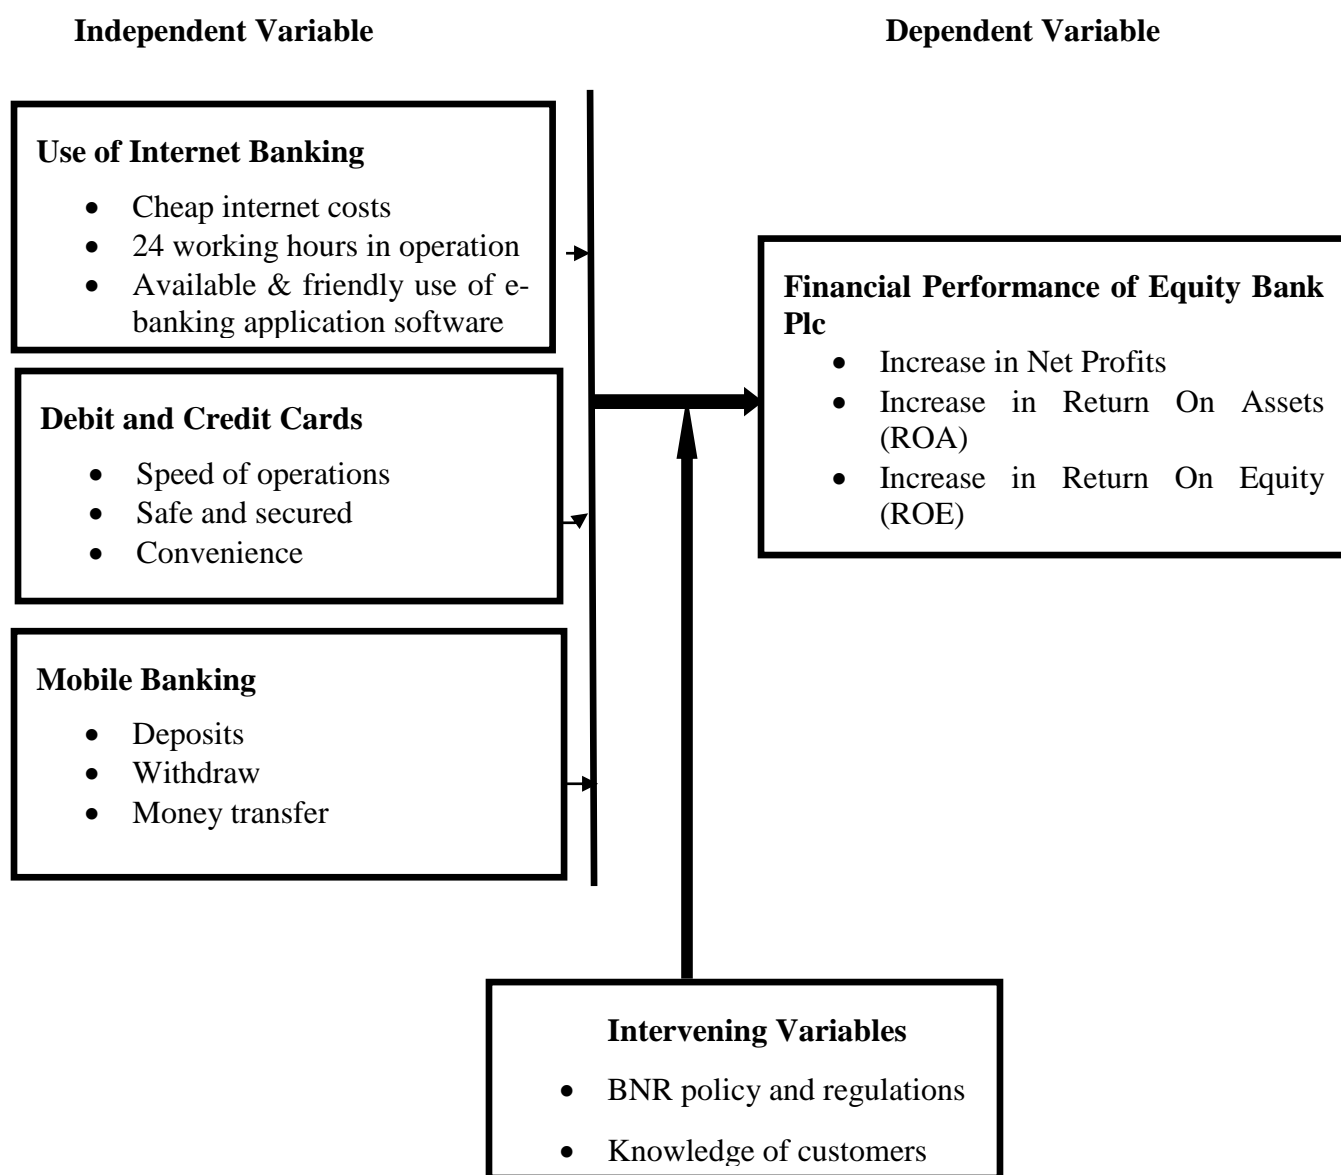 Independent Variable
Dependent Variable
Use of Internet Banking
• Cheap internet costs
• 24 working hours in operation
• Available & friendly use of e-
banking application software
Debit and Credit Cards
• Speed of operations
• Safe and secured
• Convenience
Mobile Banking
• Deposits
• Withdraw
• Money transfer
Financial Performance of Equity Bank
Plc
• Increase in Net Profits
• Increase in Return On Assets
(ROA)
• Increase in Return On Equity
(ROE)
Intervening Variables
• BNR policy and regulations
• Knowledge of customers